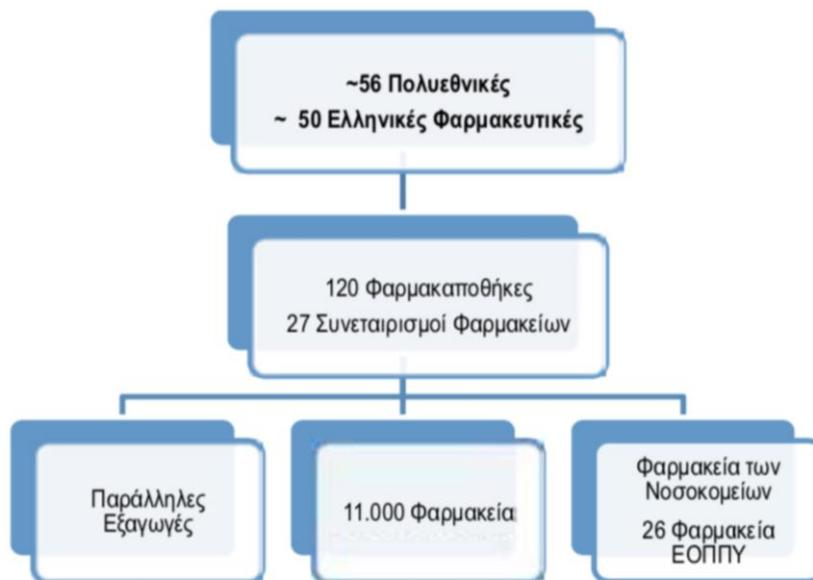 ~56 Πολυεθνικές
~ 50 Ελληνικές Φαρμακευτικές
120 Φαρμακαποθήκες
27 Συνεταιρισμοί Φαρμακείων
Παράλληλες
Εξαγωγές
11.000 Φαρμακεία
Φαρμακεία των
Νοσοκομείων
26 Φαρμακεία
ΕΟΠΠΥ